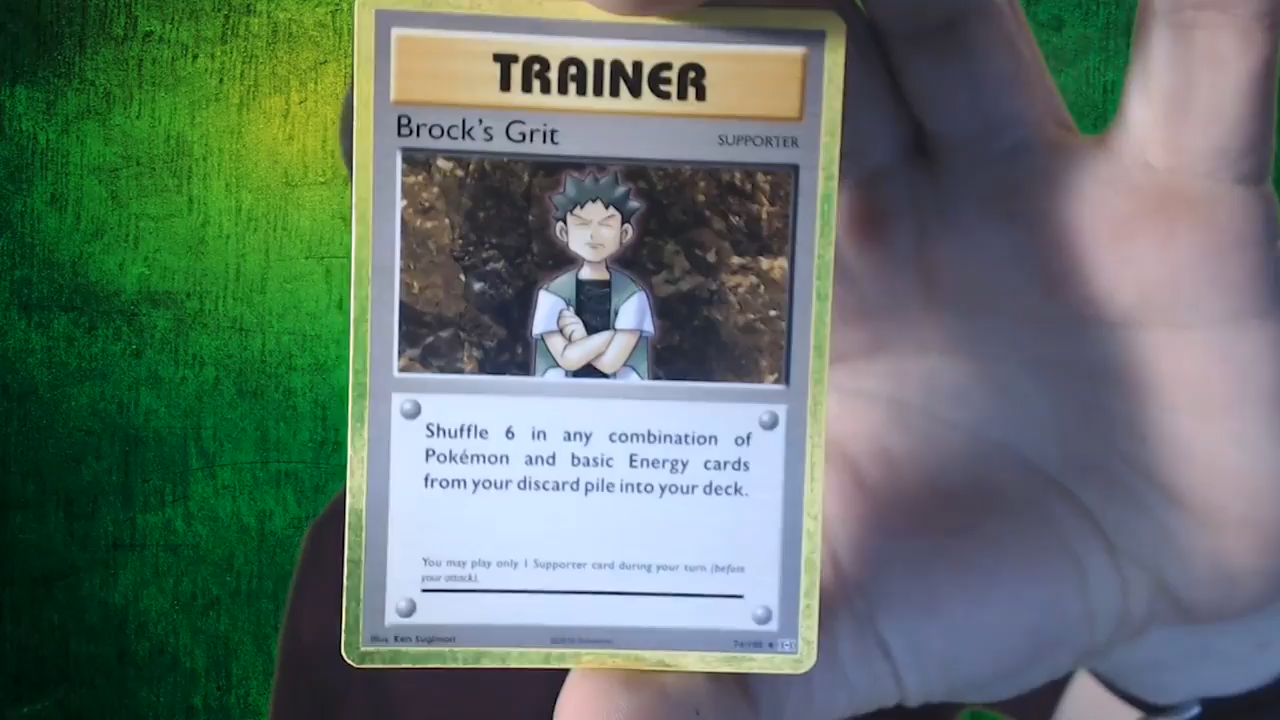 TRAINER
Brock's Grit
SUPPORTER
Shuffle 6 in any combination of
Pokémon and basic Energy cards
from your discard pile into your deck.
You may play only 1 Supporter card during your turn (before
your attack).
Illus. Ken Sugimori